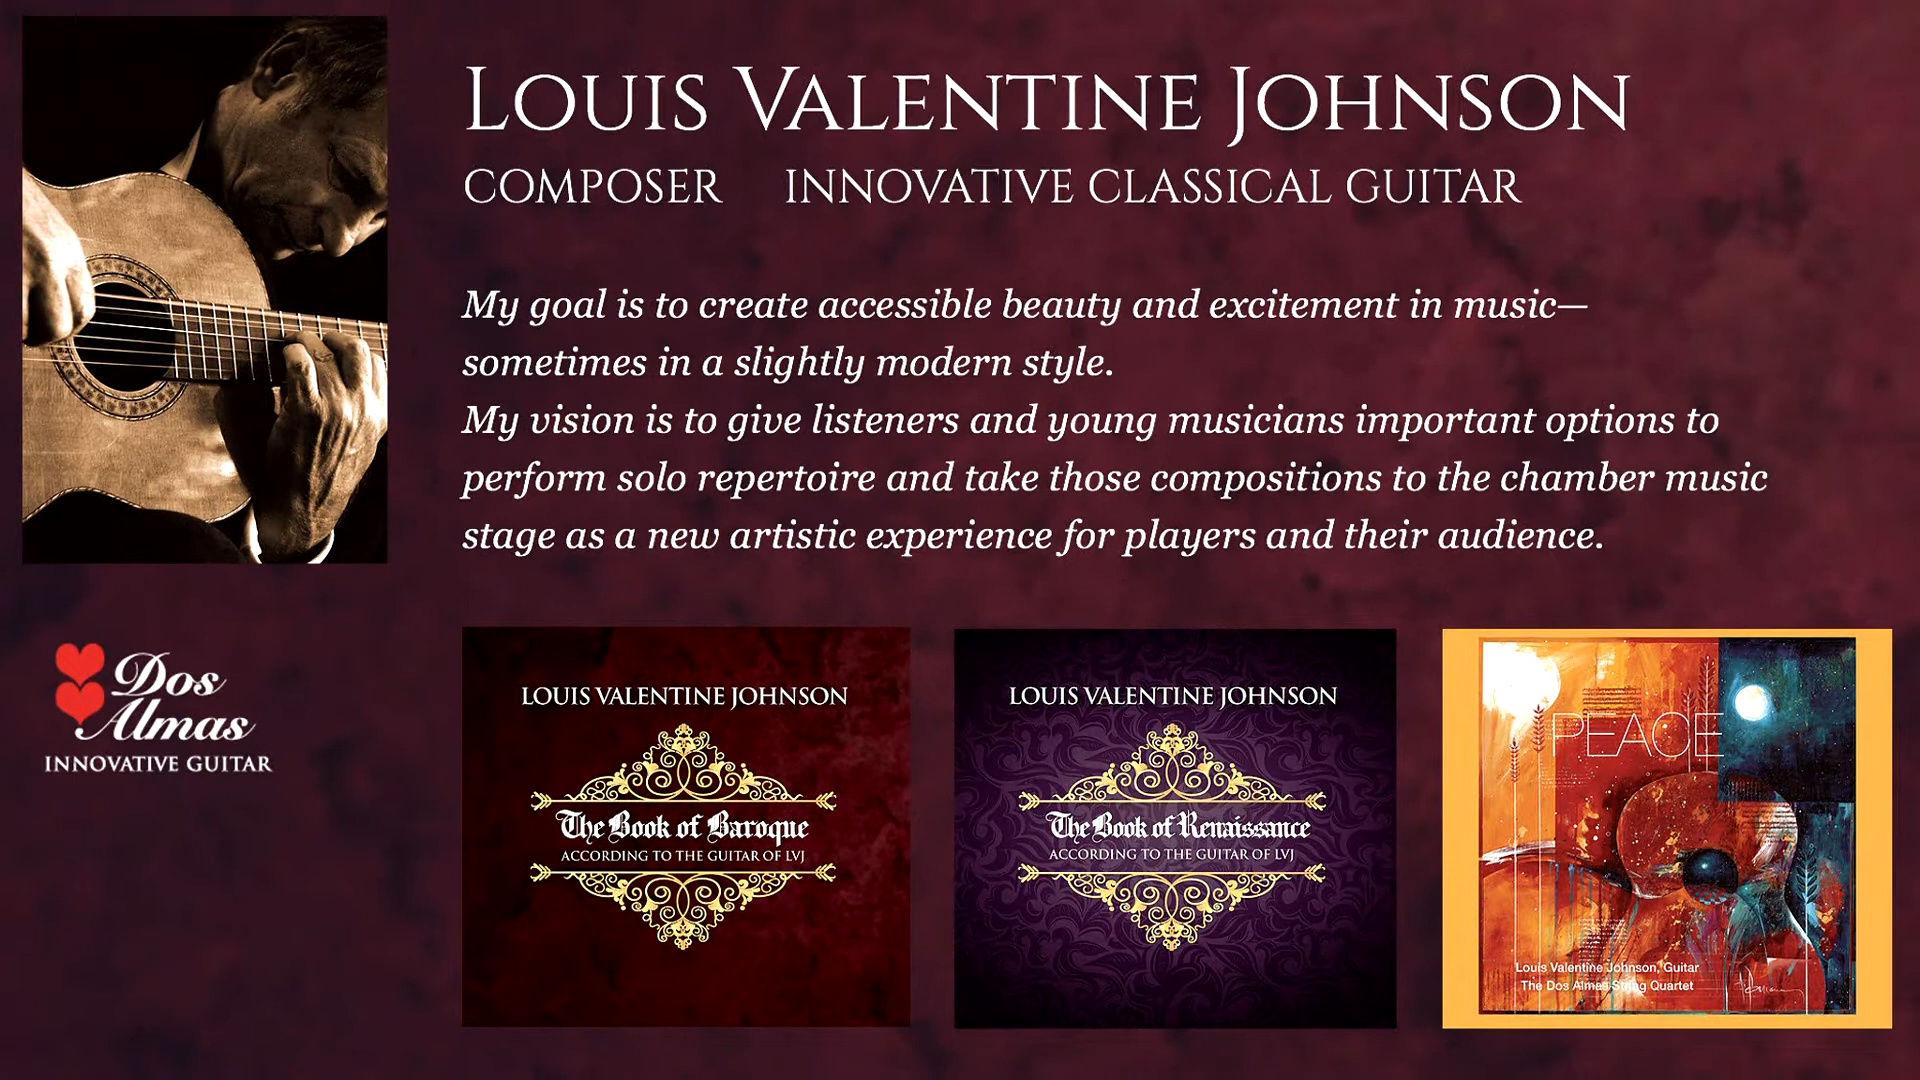 LOUIS VALENTINE JOHNSON
COMPOSER INNOVATIVE CLASSICAL GUITAR
My goal is to create accessible beauty and excitement in music—
sometimes in a slightly modern style.
My vision is to give listeners and young musicians important options to
perform solo repertoire and take those compositions to the chamber music
stage as a new artistic experience for players and their audience.
Dos
Almas
INNOVATIVE GUITAR
LOUIS VALENTINE JOHNSON
The Book of Baroque
ACCORDING TO THE GUITAR OF LVJ
LOUIS VALENTINE JOHNSON
The Book of Renaissance
ACCORDING TO THE GUITAR OF LVJ
PEACE
Louis Valentine Johnson, Guitar
The Dos Almas String Quartet